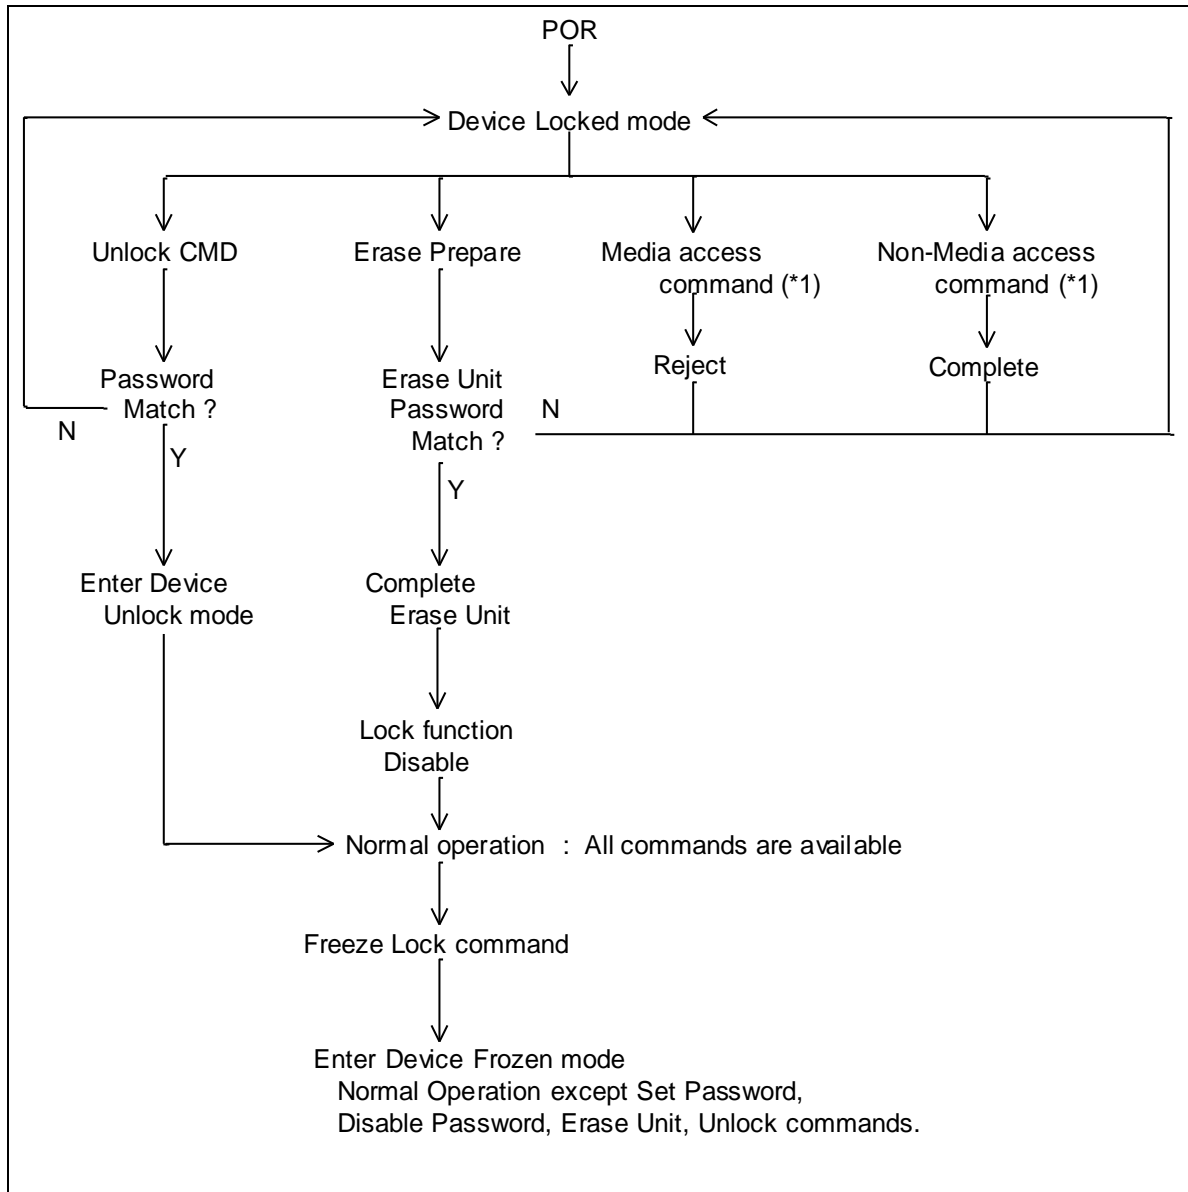 POR
Device Locked mode
Unlock CMD
Erase Prepare
Media access
command (*1)
Non-Media access
command (*1)
Password
Match ?
N
Y
Erase Unit
Password
Match ?
N
Y
Reject
Complete
Enter Device
Unlock mode
Complete
Erase Unit
Lock function
Disable
Normal operation : All commands are available
Freeze Lock command
Enter Device Frozen mode
Normal Operation except Set Password,
Disable Password, Erase Unit, Unlock commands.